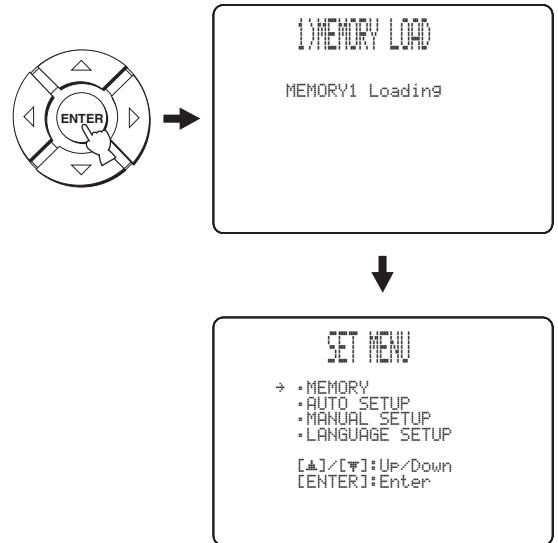 1)MEMORY LOAD
MEMORY1 Loading
ENTER
SET MENU
→ •MEMORY
•AUTO SETUP
•MANUAL SETUP
•LANGUAGE SETUP
[▲]/[▼]:Up/Down
[ENTER]:Enter